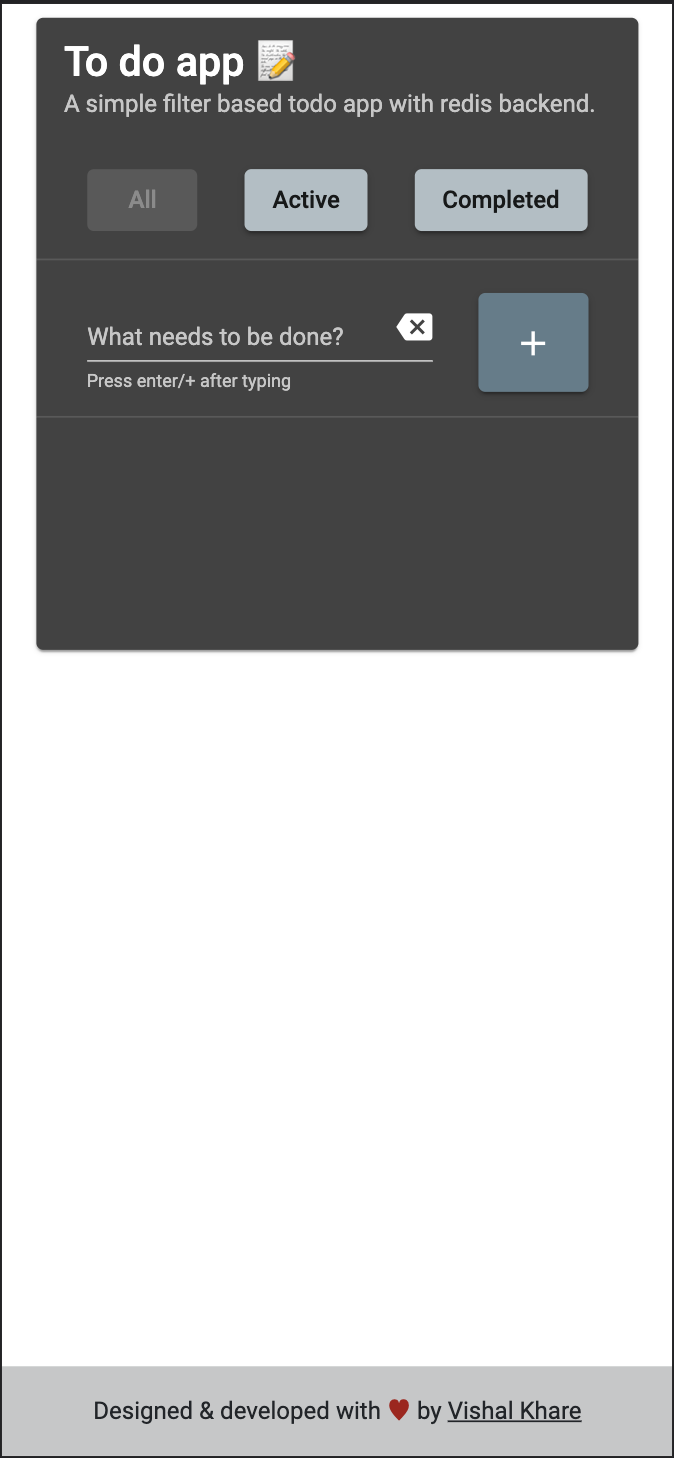 To do app 📝
A simple filter based todo app with redis backend.
All
Active
Completed
What needs to be done?
+
Press enter/+ after typing
Designed & developed with ♥ by Vishal Khare